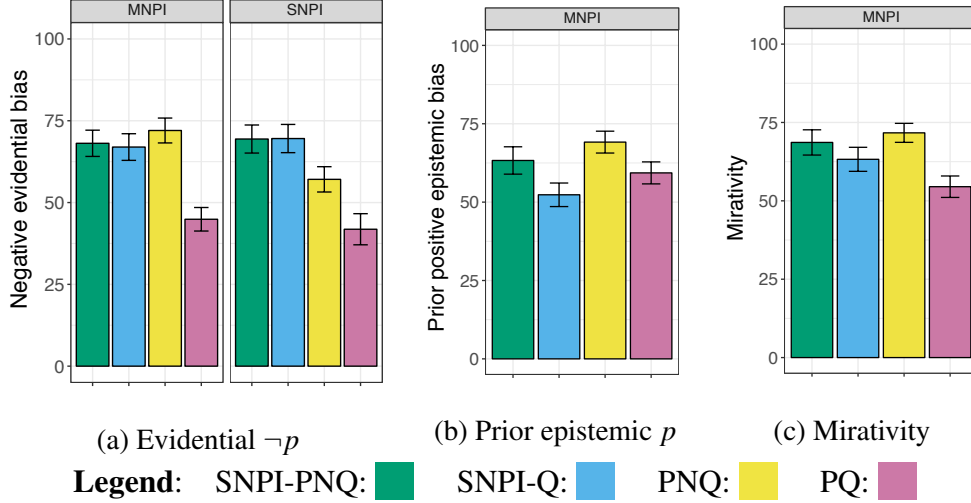 MNPI
SNPI
Negative evidential bias
100
75
50
25
0
(a) Evidential ¬p
MNPI
Prior positive epistemic bias
100
75
50
25
0
(b) Prior epistemic p
MNPI
Mirativity
100
75
50
25
0
(c) Mirativity
Legend: SNPI-PNQ: SNPI-Q: PNQ: PQ: